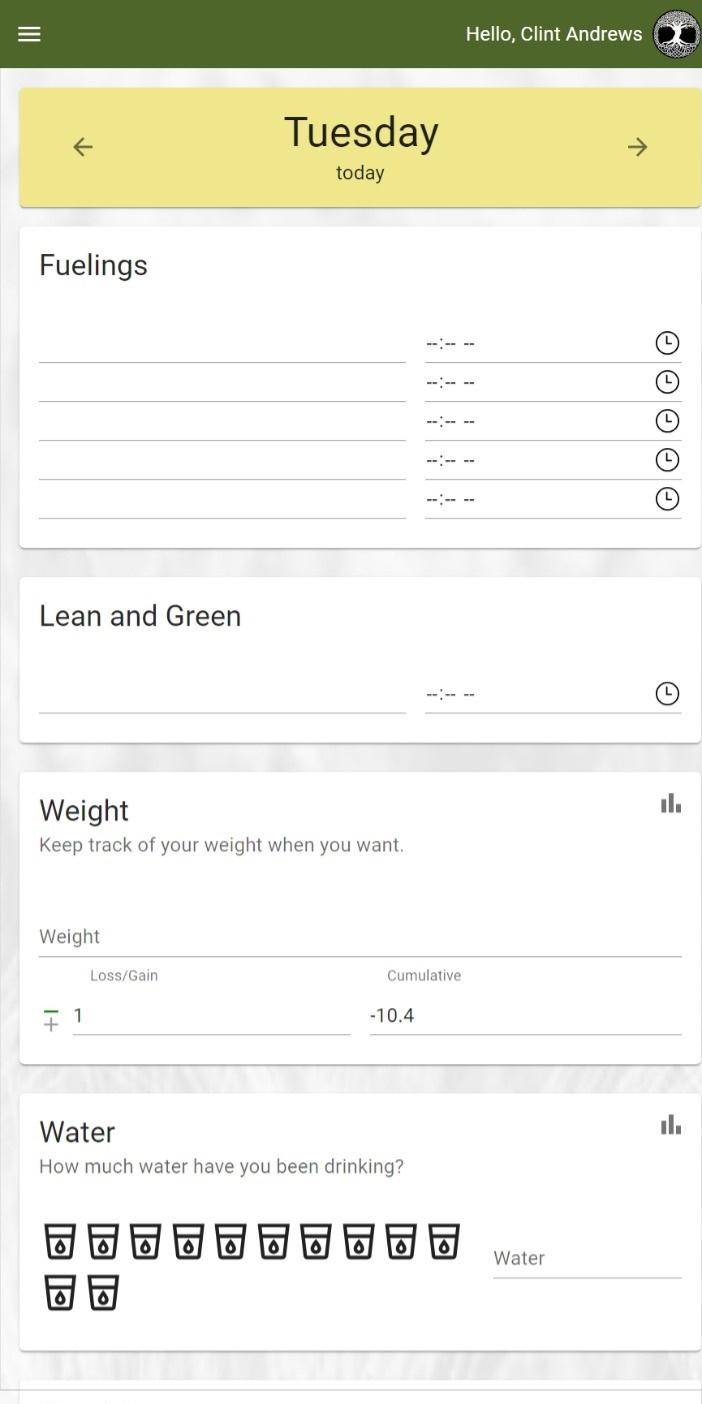 Hello, Clint Andrews
Tuesday
today
Fuelings
--:-- --
--:-- --
--:-- --
--:-- --
--:-- --
Lean and Green
--:-- --
Weight
Keep track of your weight when you want.
Weight
Loss/Gain Cumulative
1 -10.4
Water
How much water have you been drinking?
Water